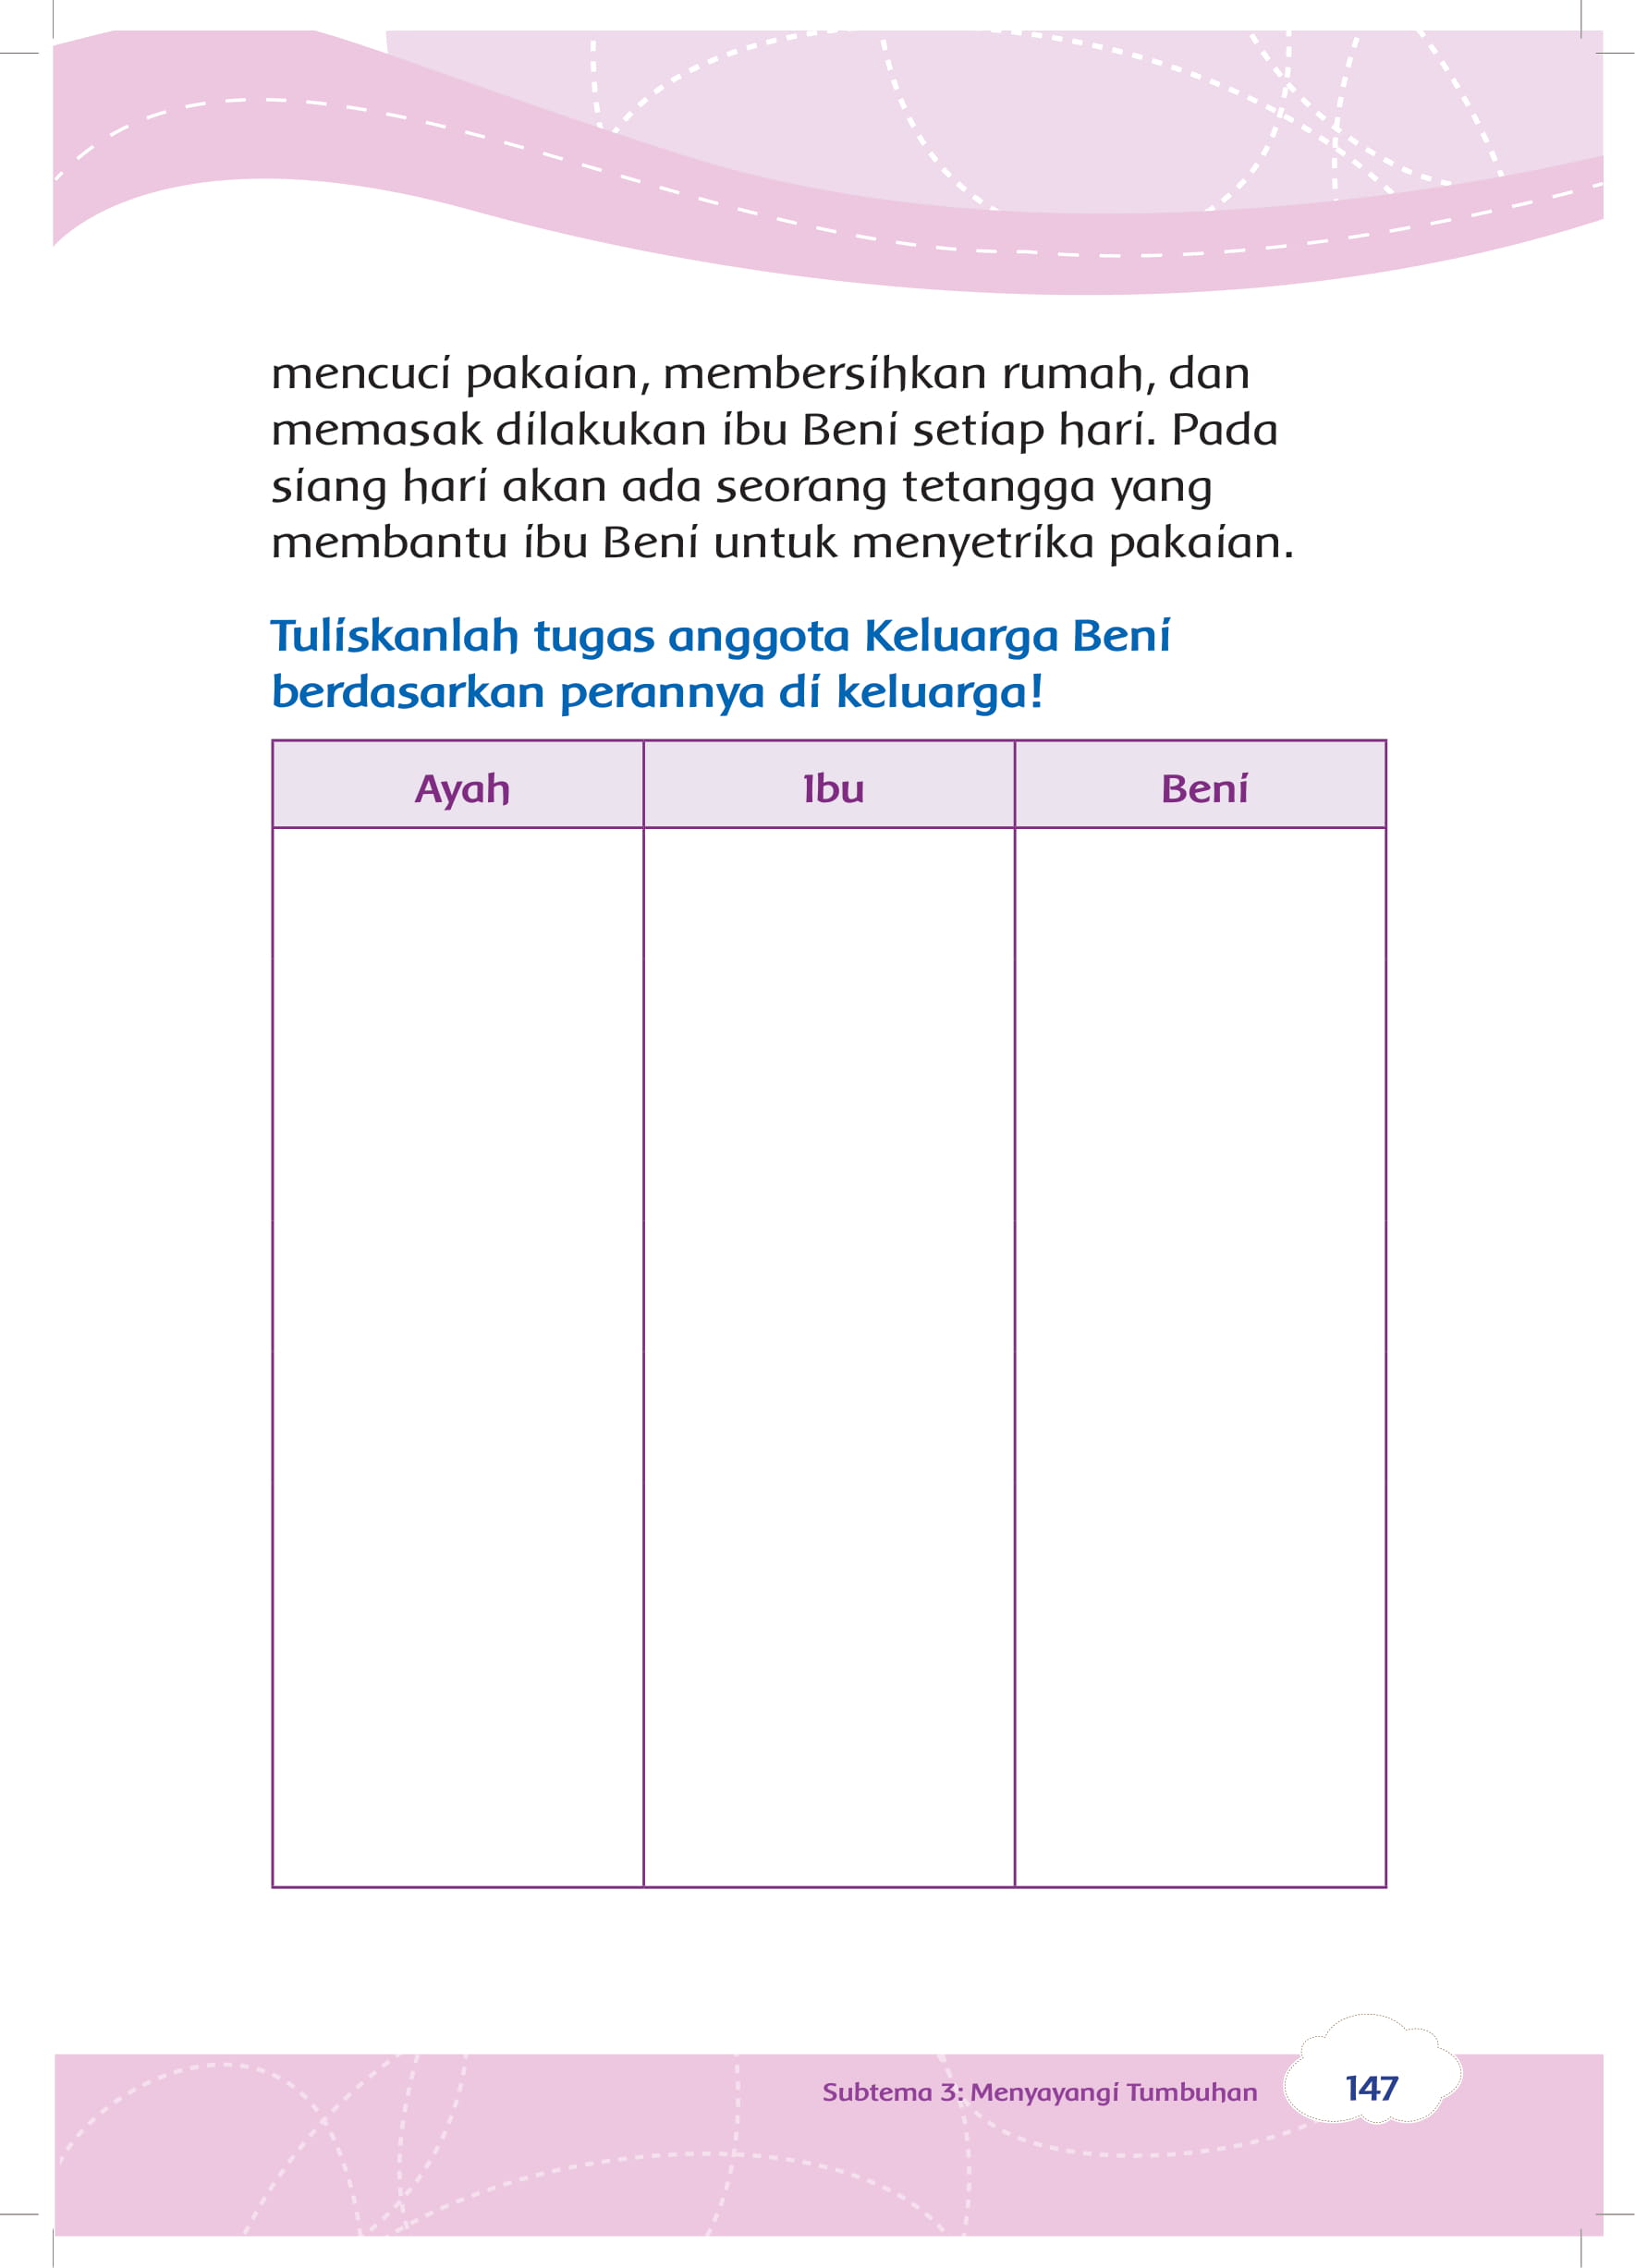 mencuci pakaian, membersihkan rumah, dan
memasak dilakukan ibu Beni setiap hari. Pada
siang hari akan ada seorang tetangga yang
membantu ibu Beni untuk menyetrika pakaian.
Tuliskanlah tugas anggota Keluarga Beni
berdasarkan perannya di keluarga!
Ayah Ibu Beni
Subtema 3: Menyayangi Tumbuhan 147